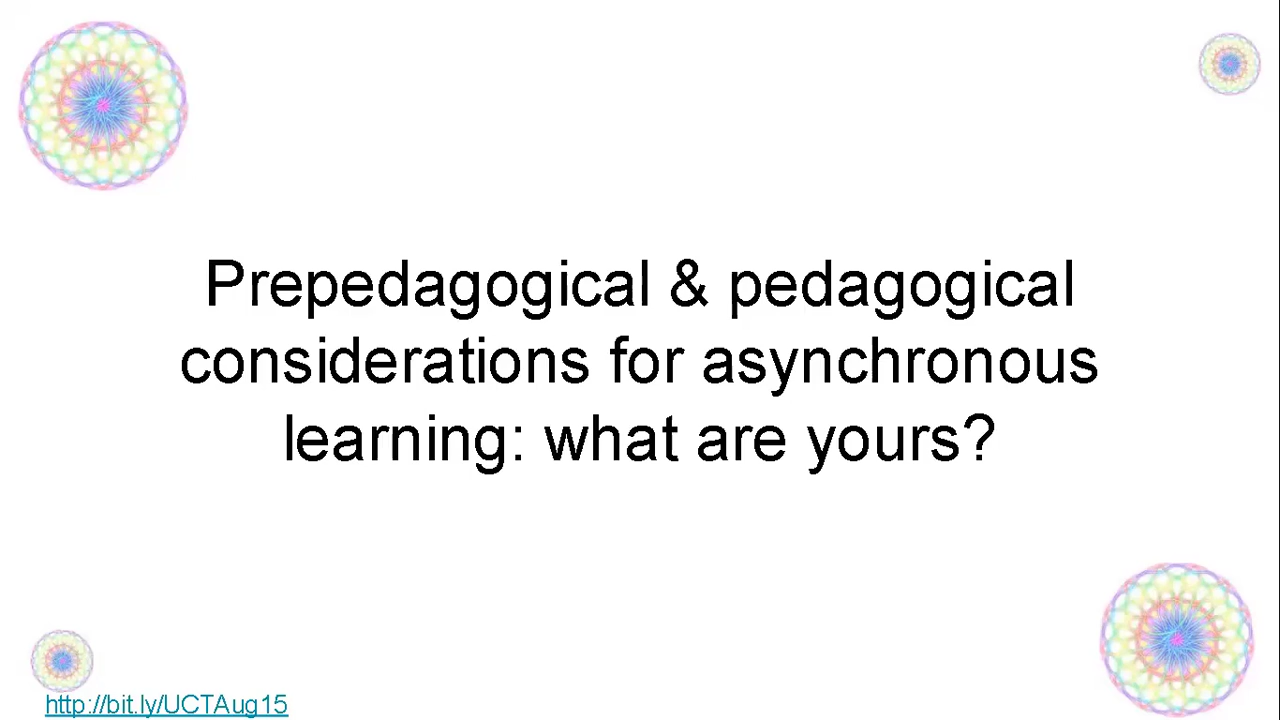 Prepedagogical & pedagogical
considerations for asynchronous
learning: what are yours?
http://bit.ly/UCTAug15